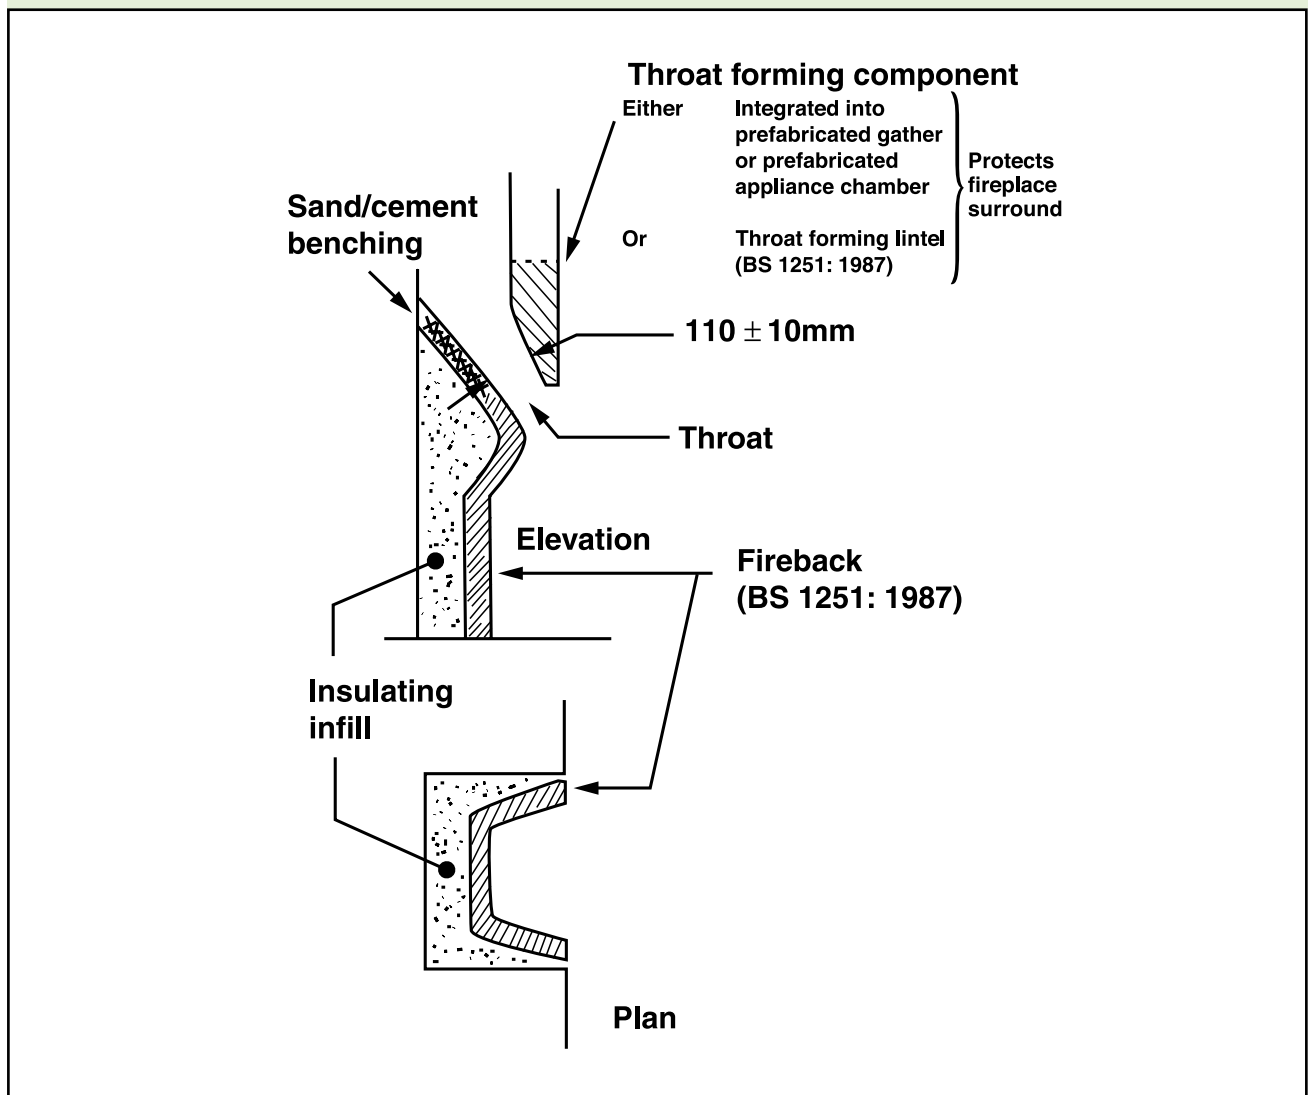 Throat forming component
Either
Integrated into
prefabricated gather
or prefabricated
appliance chamber
Protects
fireplace
surround
Or
Throat forming lintel
(BS 1251: 1987)
Sand/cement
benching
110 ± 10mm
Throat
Elevation
Fireback
(BS 1251: 1987)
Insulating
infill
Plan